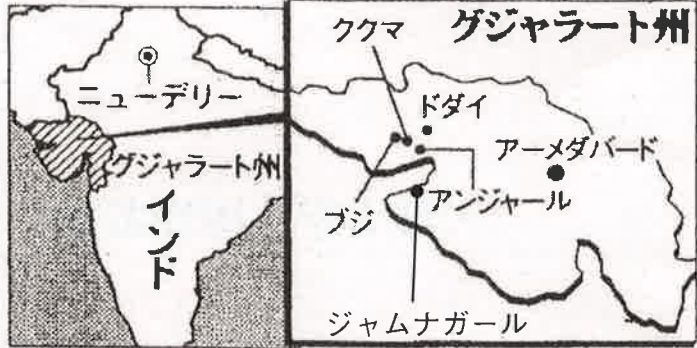 ニューデリー
グジャラート州
インド
グジャラート州
ククマ
ドダイ
アーメダバード
アンジャール
ブジ
ジャムナガール